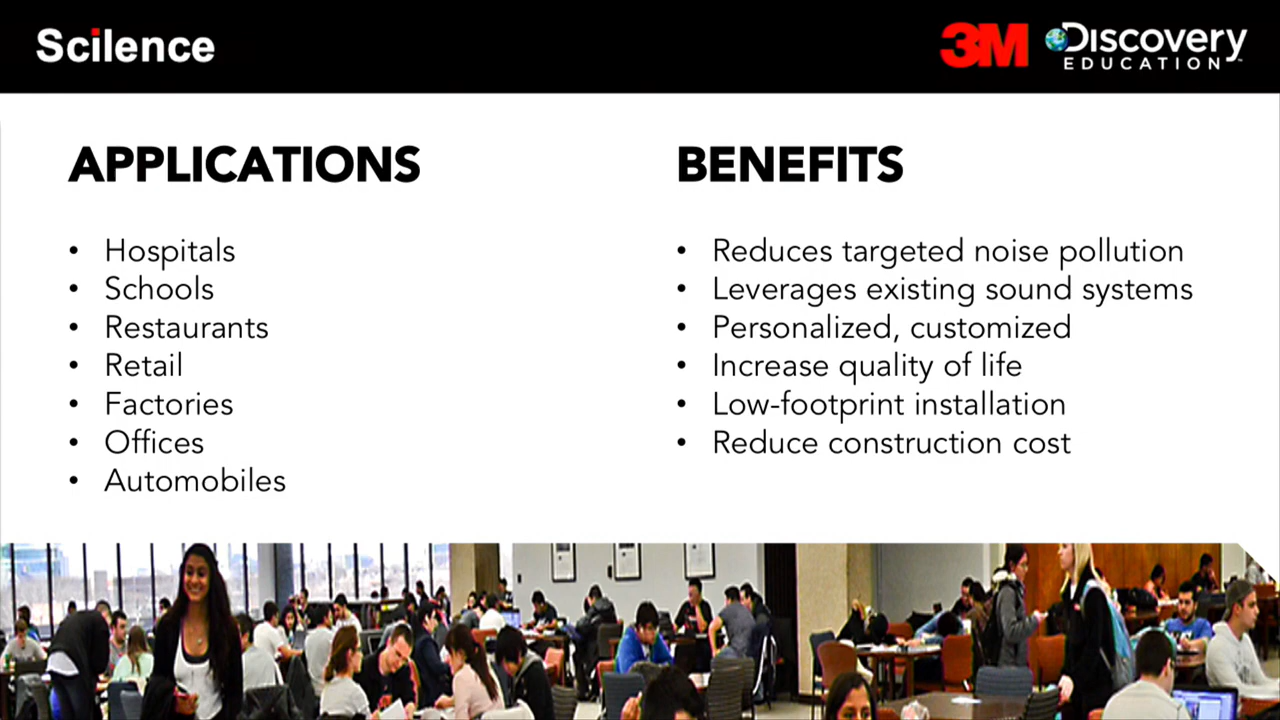 Scilence
3M
Discovery
EDUCATION
APPLICATIONS
• Hospitals
• Schools
• Restaurants
• Retail
• Factories
• Offices
• Automobiles
BENEFITS
• Reduces targeted noise pollution
• Leverages existing sound systems
• Personalized, customized
• Increase quality of life
• Low-footprint installation
• Reduce construction cost